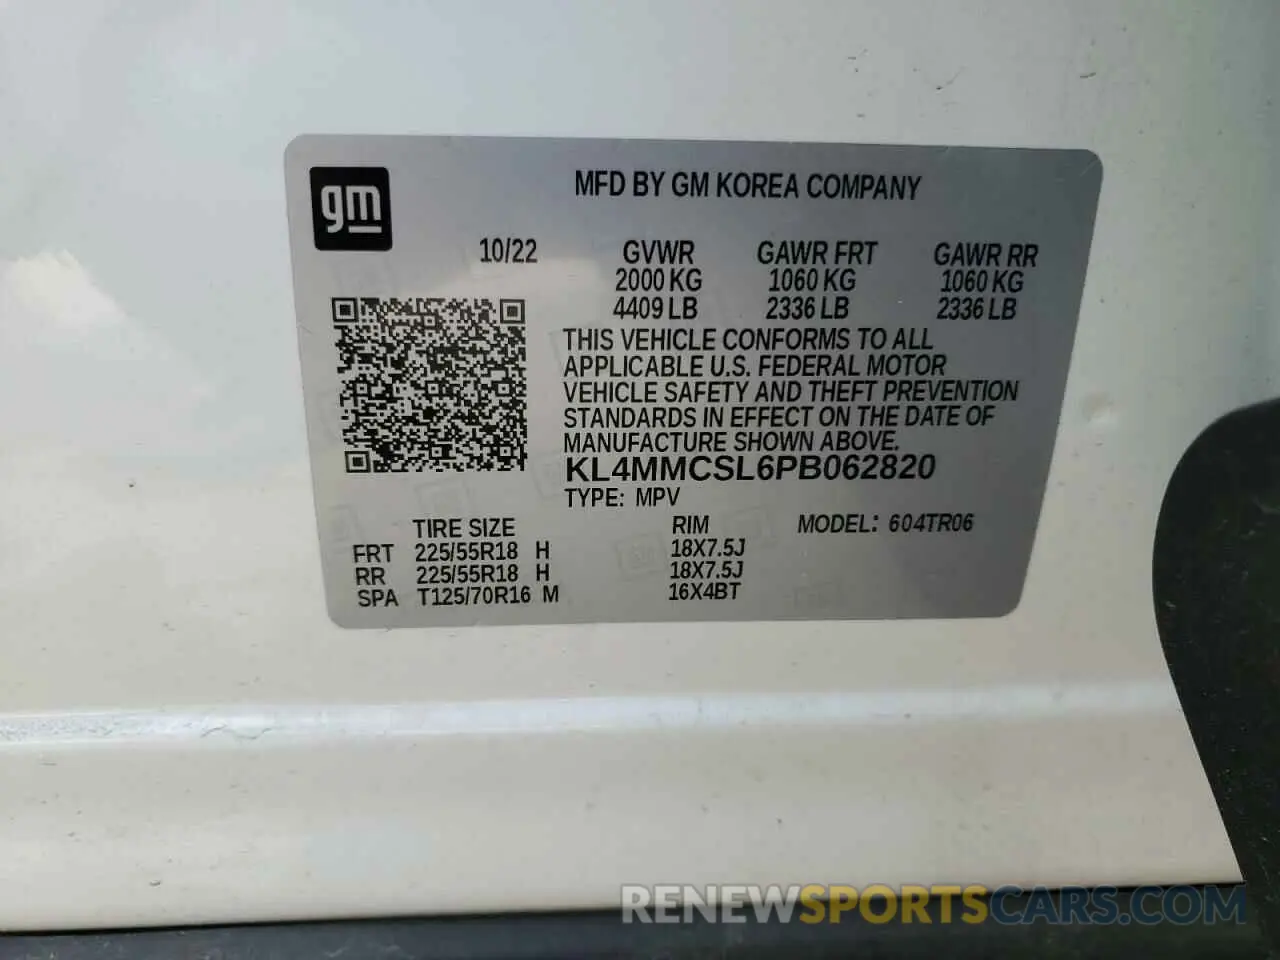 gm
MFD BY GM KOREA COMPANY
10/22 GVWR GAWR FRT GAWR RR
2000 KG 1060 KG 1060 KG
4409 LB 2336 LB 2336 LB
THIS VEHICLE CONFORMS TO ALL
APPLICABLE U.S. FEDERAL MOTOR
VEHICLE SAFETY AND THEFT PREVENTION
STANDARDS IN EFFECT ON THE DATE OF
MANUFACTURE SHOWN ABOVE.
KL4MMCSL6PB062820
TYPE: MPV
TIRE SIZE RIM MODEL: 604TR06
FRT 225/55R18 H 18X7.5J
RR 225/55R18 H 18X7.5J
SPA T125/70R16 M 16X4BT
RENEWSPORTSCARS.COM